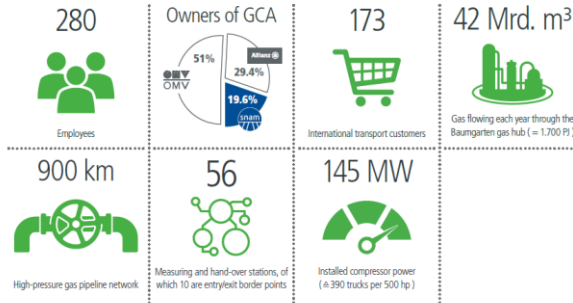 280
Employees
Owners of GCA
51%
OMV
OMV
Allianz
29.4%
19.6%
snam
173
International transport customers
42 Mrd. m³
Gas flowing each year through the
Baumgarten gas hub ( = 1.700 PJ )
900 km
High-pressure gas pipeline network
56
Measuring and hand-over stations, of
which 10 are entry/exit border points
145 MW
Installed compressor power
( ≙ 390 trucks per 500 hp )